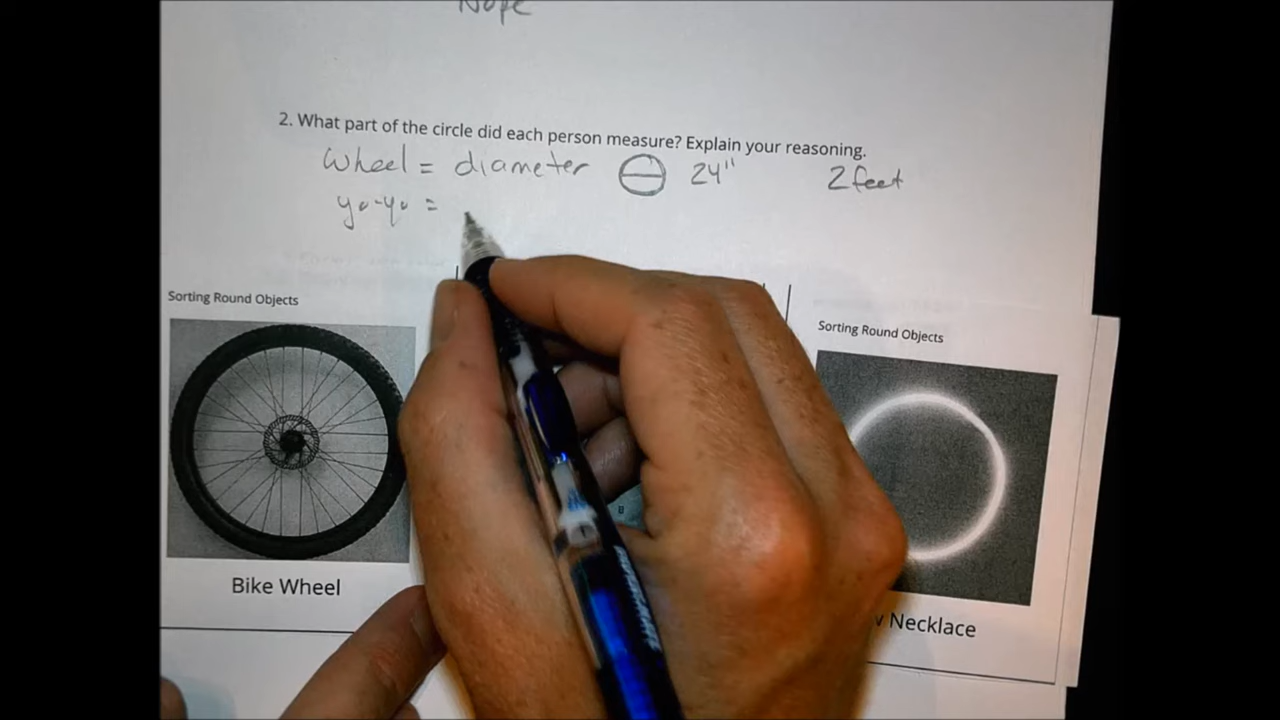 Nope
2. What part of the circle did each person measure? Explain your reasoning.
Wheel = diameter 24" 2 feet
yo-yo =
Sorting Round Objects
Sorting Round Objects
Bike Wheel
Necklace